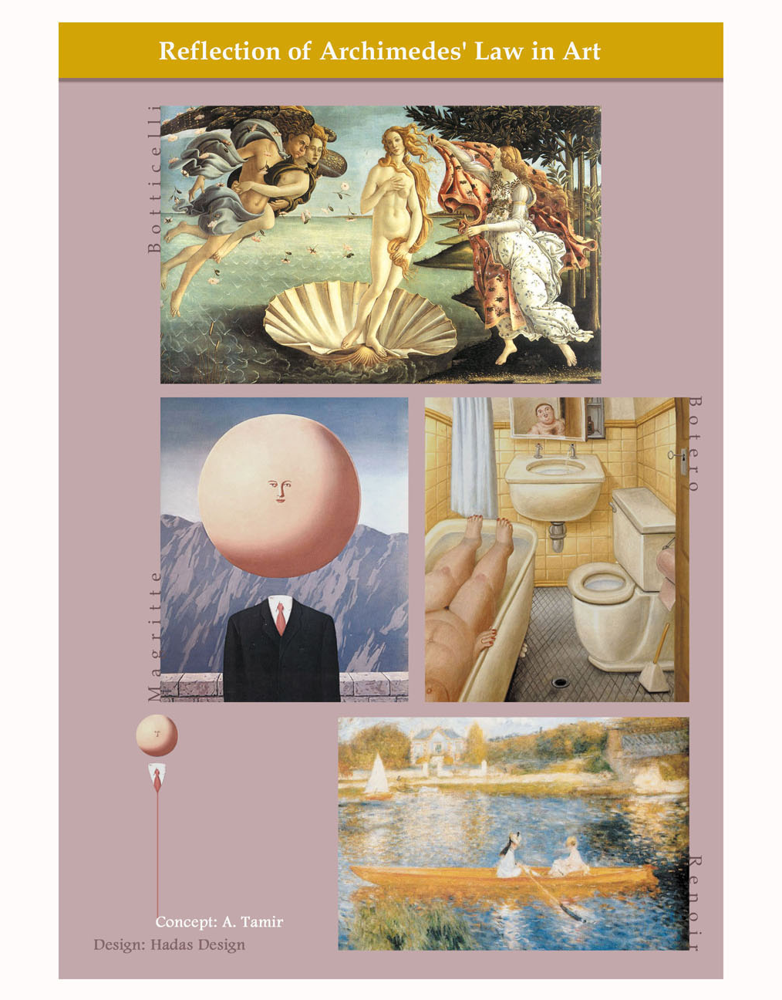 Reflection of Archimedes' Law in Art
Botticelli
Botero
Magritte
Renoir
Concept: A. Tamir
Design: Hadas Design